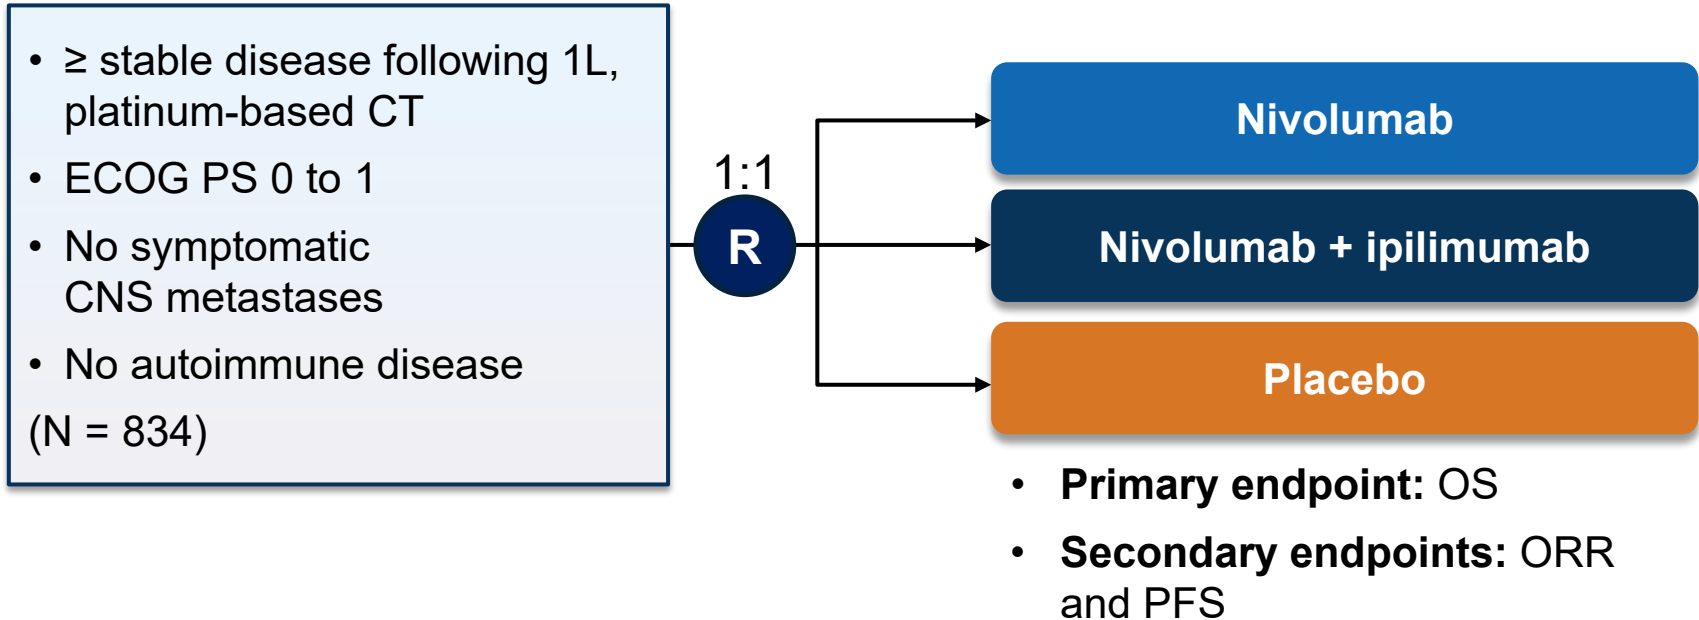 • ≥ stable disease following 1L,
platinum-based CT
• ECOG PS 0 to 1
• No symptomatic
CNS metastases
• No autoimmune disease
(N = 834)
1:1
R
Nivolumab
Nivolumab + ipilimumab
Placebo
• Primary endpoint: OS
• Secondary endpoints: ORR
and PFS